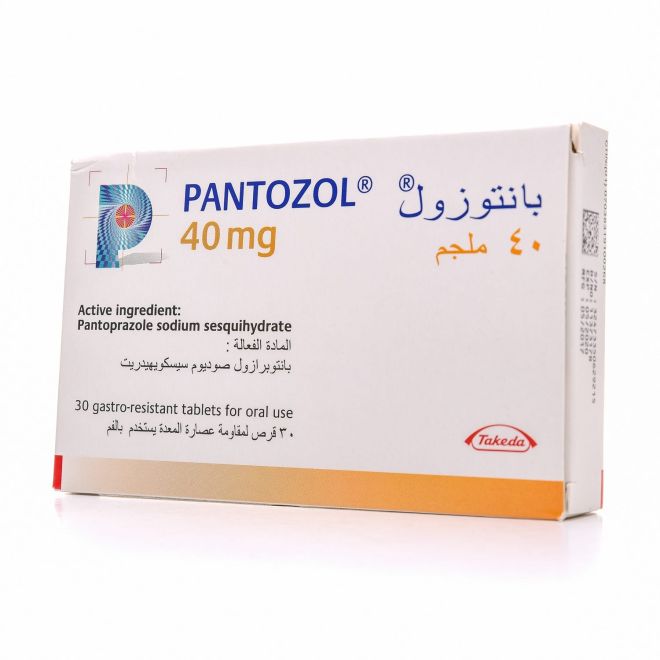 PANTOZOL®
40 mg
بانتوزول®
٤٠ ملجم
Active ingredient:
Pantoprazole sodium sesquihydrate
المادة الفعالة :
بانتوبرازول صوديوم سيسكويهيدريت
30 gastro-resistant tablets for oral use
٣٠ قرص لمقاومة عصارة المعدة يستخدم بالفم
Takeda